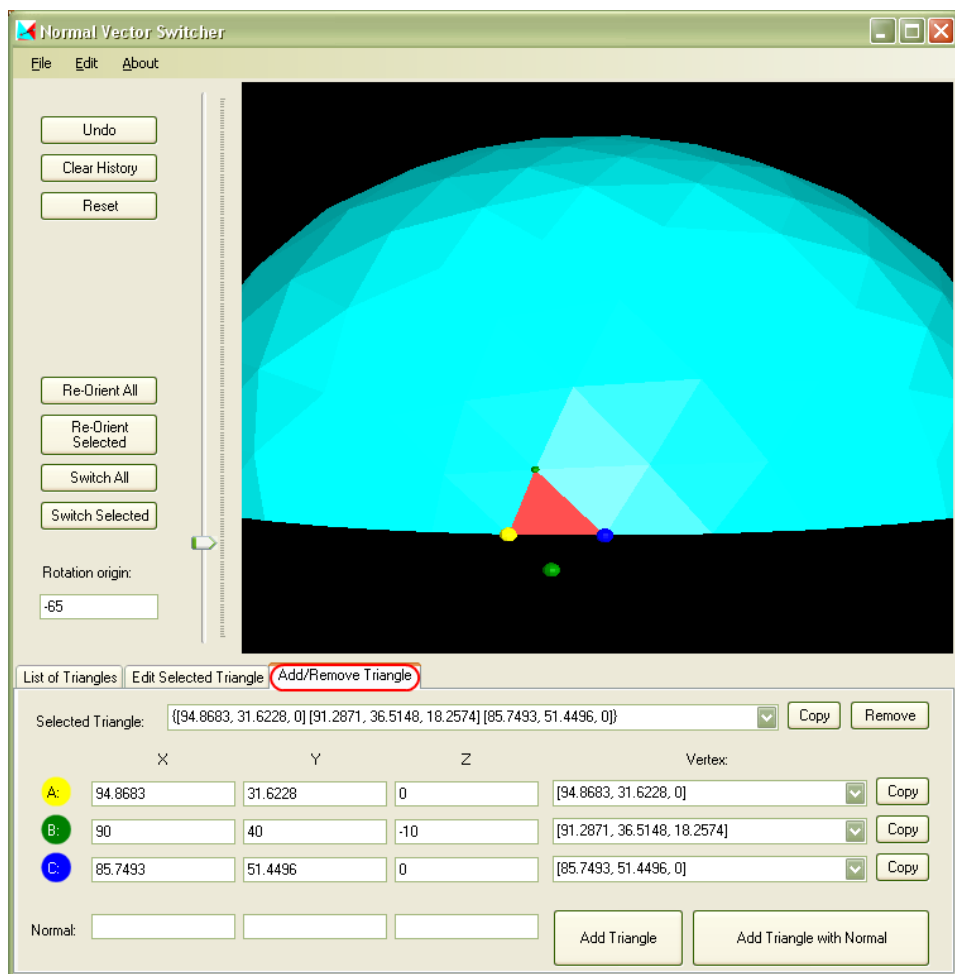 Normal Vector Switcher
File Edit About
Undo
Clear History
Reset
Re-Orient All
Re-Orient
Selected
Switch All
Switch Selected
Rotation origin:
-65
List of Triangles Edit Selected Triangle Add/Remove Triangle
Selected Triangle: {[94.8683, 31.6228, 0] [91.2871, 36.5148, 18.2574] [85.7493, 51.4496, 0]} Copy Remove
X Y Z Vertex:
A: 94.8683 31.6228 0 [94.8683, 31.6228, 0] Copy
B: 90 40 -10 [91.2871, 36.5148, 18.2574] Copy
C: 85.7493 51.4496 0 [85.7493, 51.4496, 0] Copy
Normal: Add Triangle Add Triangle with Normal